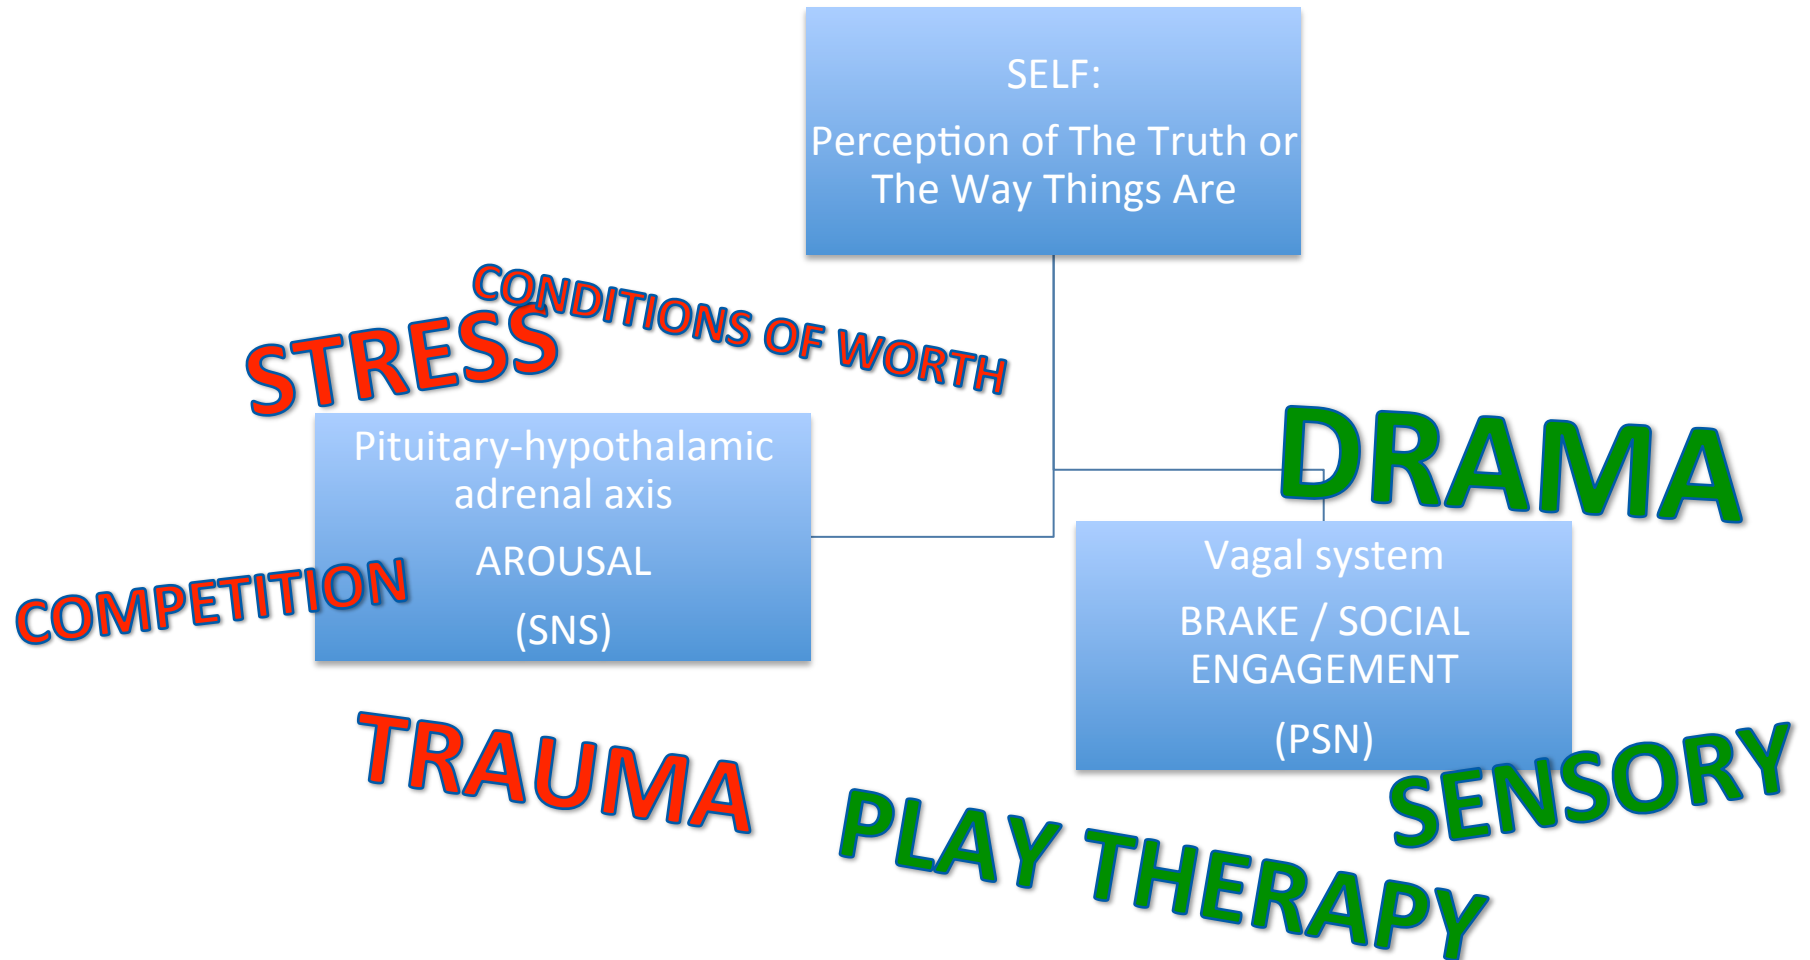 SELF:
Perception of The Truth or
The Way Things Are
CONDITIONS OF WORTH
STRESS
Pituitary-hypothalamic
adrenal axis
AROUSAL
(SNS)
COMPETITION
TRAUMA
DRAMA
Vagal system
BRAKE / SOCIAL
ENGAGEMENT
(PSN)
SENSORY
PLAY THERAPY